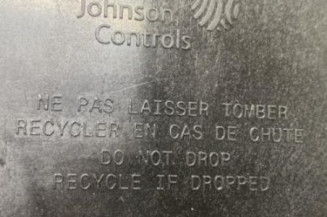 Johnson
Controls
NE PAS LAISSER TOMBER
RECYCLER EN CAS DE CHUTE
DO NOT DROP
RECYCLE IF DROPPED